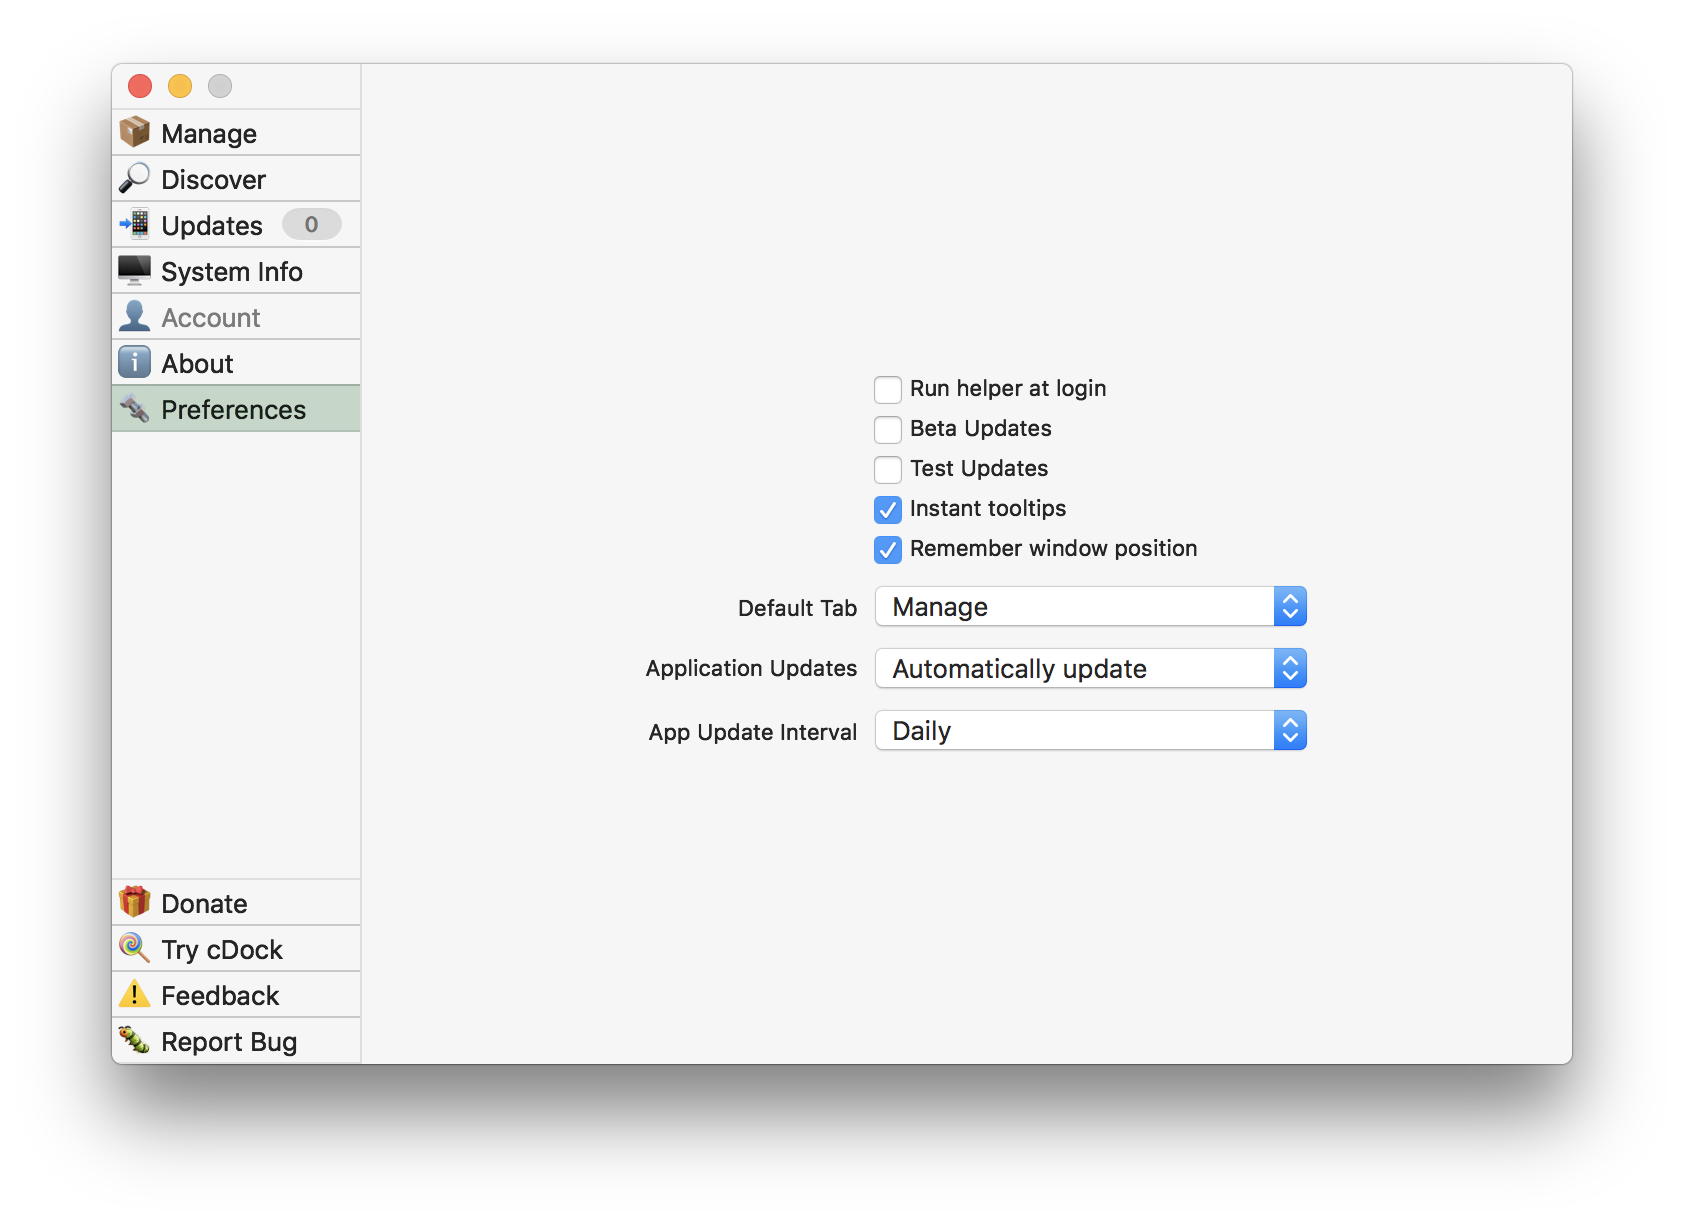 Manage
Discover
Updates 0
System Info
Account
About
Preferences
Run helper at login
Beta Updates
Test Updates
Instant tooltips
Remember window position
Default Tab Manage
Application Updates Automatically update
App Update Interval Daily
Donate
Try cDock
Feedback
Report Bug